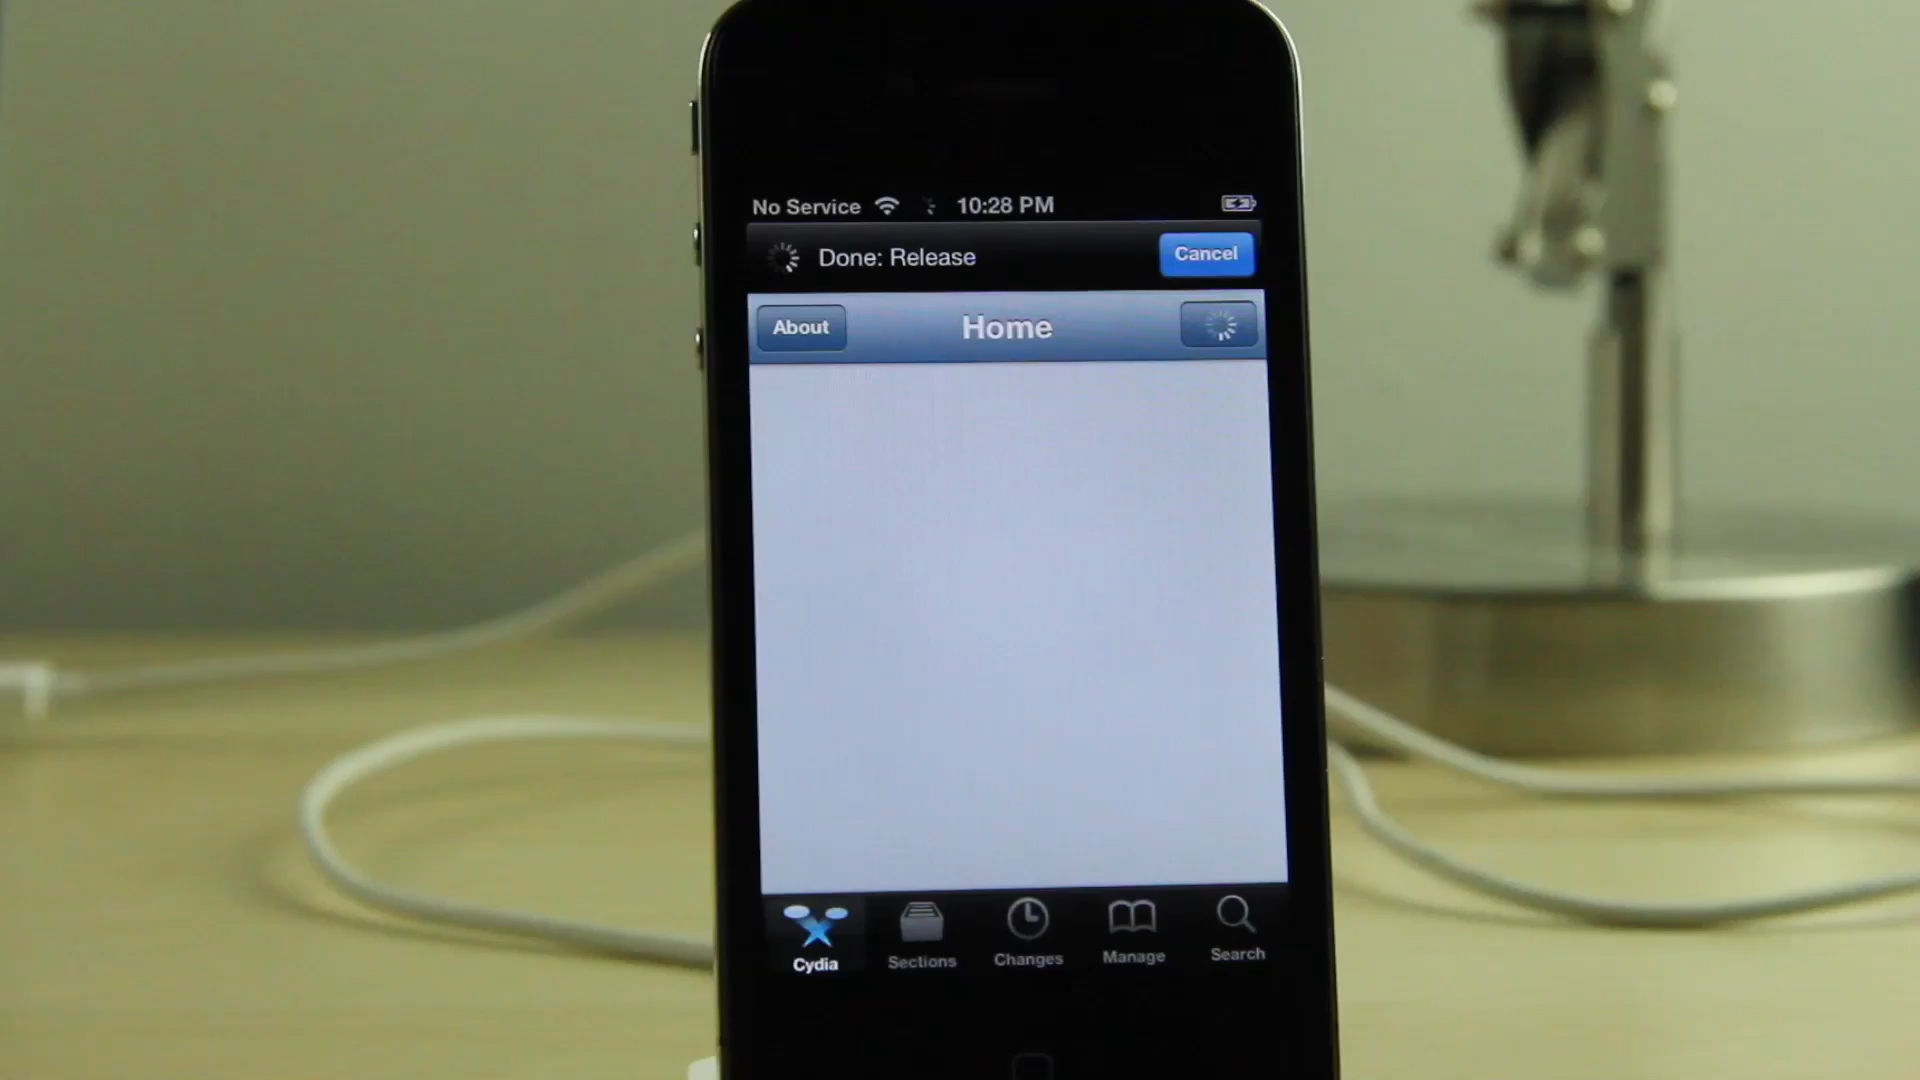 No Service 10:28 PM
Done: Release Cancel
About Home
Cydia Sections Changes Manage Search